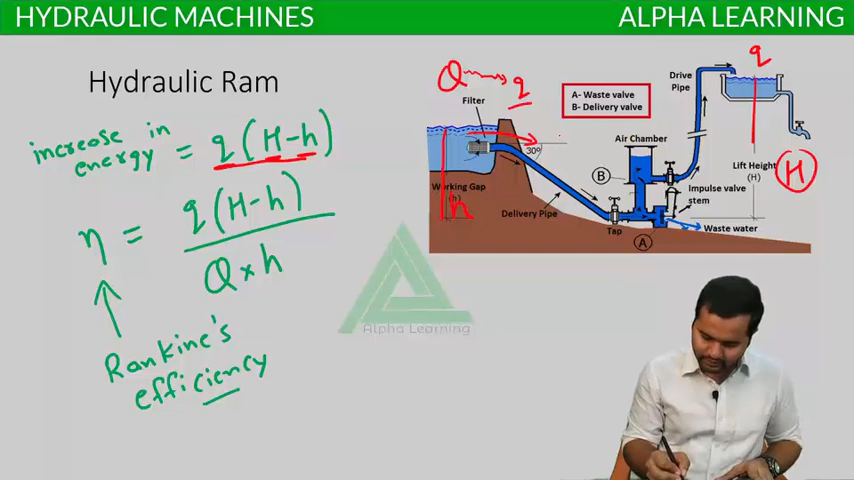 HYDRAULIC MACHINES
ALPHA LEARNING
Hydraulic Ram
increase in
energy = q(H-h)
η = q(H-h)
Q×h
Rankine's
efficiency
Q
q
q
A- Waste valve
B- Delivery valve
Drive
Pipe
Filter
30°
Air Chamber
B
Lift Height
(H)
H
Working Gap
(h)
h
Impulse valve
stem
Delivery Pipe
Tap
A
Waste water
Alpha Learning